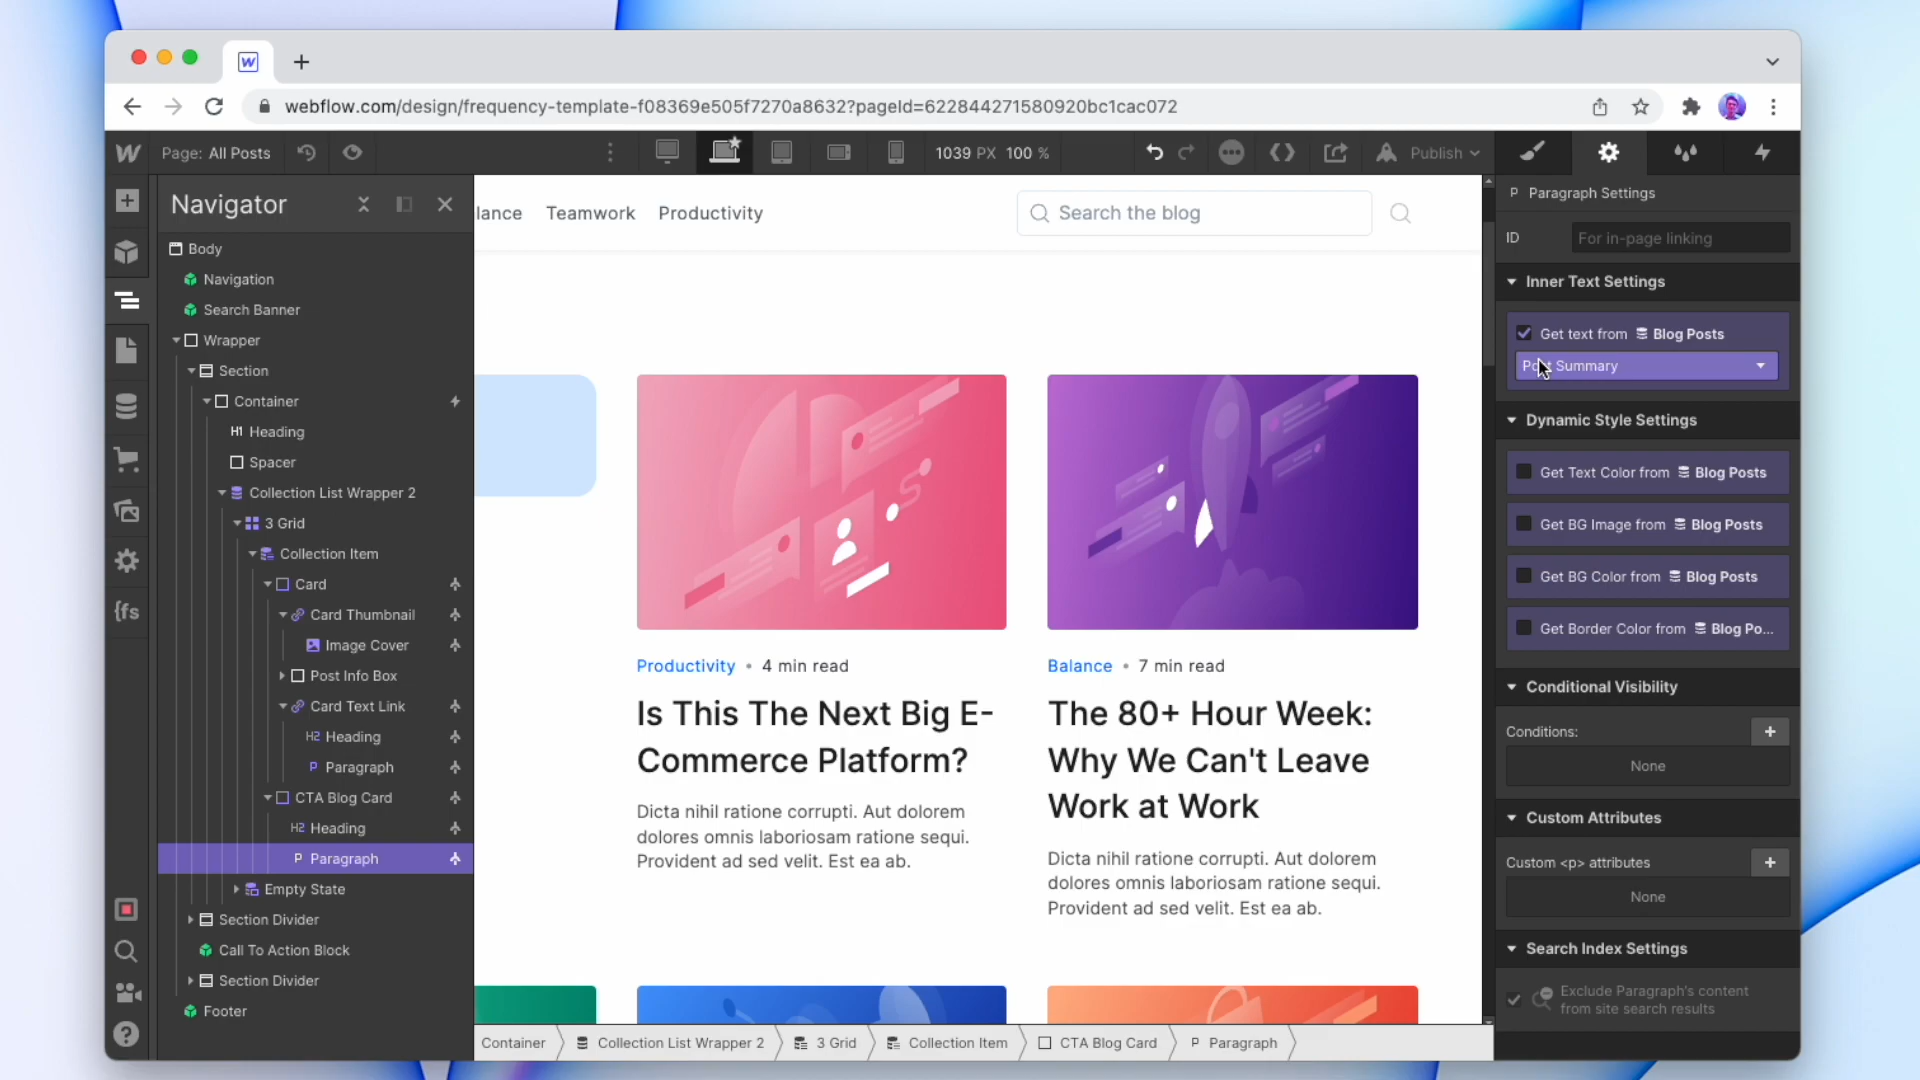 W
webflow.com/design/frequency-template-f08369e505f7270a8632?pageId=622844271580920bc1cac072
Page: All Posts
1039 PX 100 %
Publish
Navigator
Body
Navigation
Search Banner
Wrapper
Section
Container
H1 Heading
Spacer
Collection List Wrapper 2
3 Grid
Collection Item
Card
Card Thumbnail
Image Cover
Post Info Box
Card Text Link
H2 Heading
P Paragraph
CTA Blog Card
H2 Heading
P Paragraph
Empty State
Section Divider
Call To Action Block
Section Divider
Footer
{fs
lance Teamwork Productivity
Search the blog
Productivity • 4 min read
Is This The Next Big E-
Commerce Platform?
Dicta nihil ratione corrupti. Aut dolorem
dolores omnis laboriosam ratione sequi.
Provident ad sed velit. Est ea ab.
Balance • 7 min read
The 80+ Hour Week:
Why We Can't Leave
Work at Work
Dicta nihil ratione corrupti. Aut dolorem
dolores omnis laboriosam ratione sequi.
Provident ad sed velit. Est ea ab.
Container
Collection List Wrapper 2
3 Grid
Collection Item
CTA Blog Card
P Paragraph
P Paragraph Settings
ID For in-page linking
Inner Text Settings
Get text from Blog Posts
Post Summary
Dynamic Style Settings
Get Text Color from Blog Posts
Get BG Image from Blog Posts
Get BG Color from Blog Posts
Get Border Color from Blog Po...
Conditional Visibility
Conditions:
None
Custom Attributes
Custom <p> attributes
None
Search Index Settings
Exclude Paragraph's content
from site search results